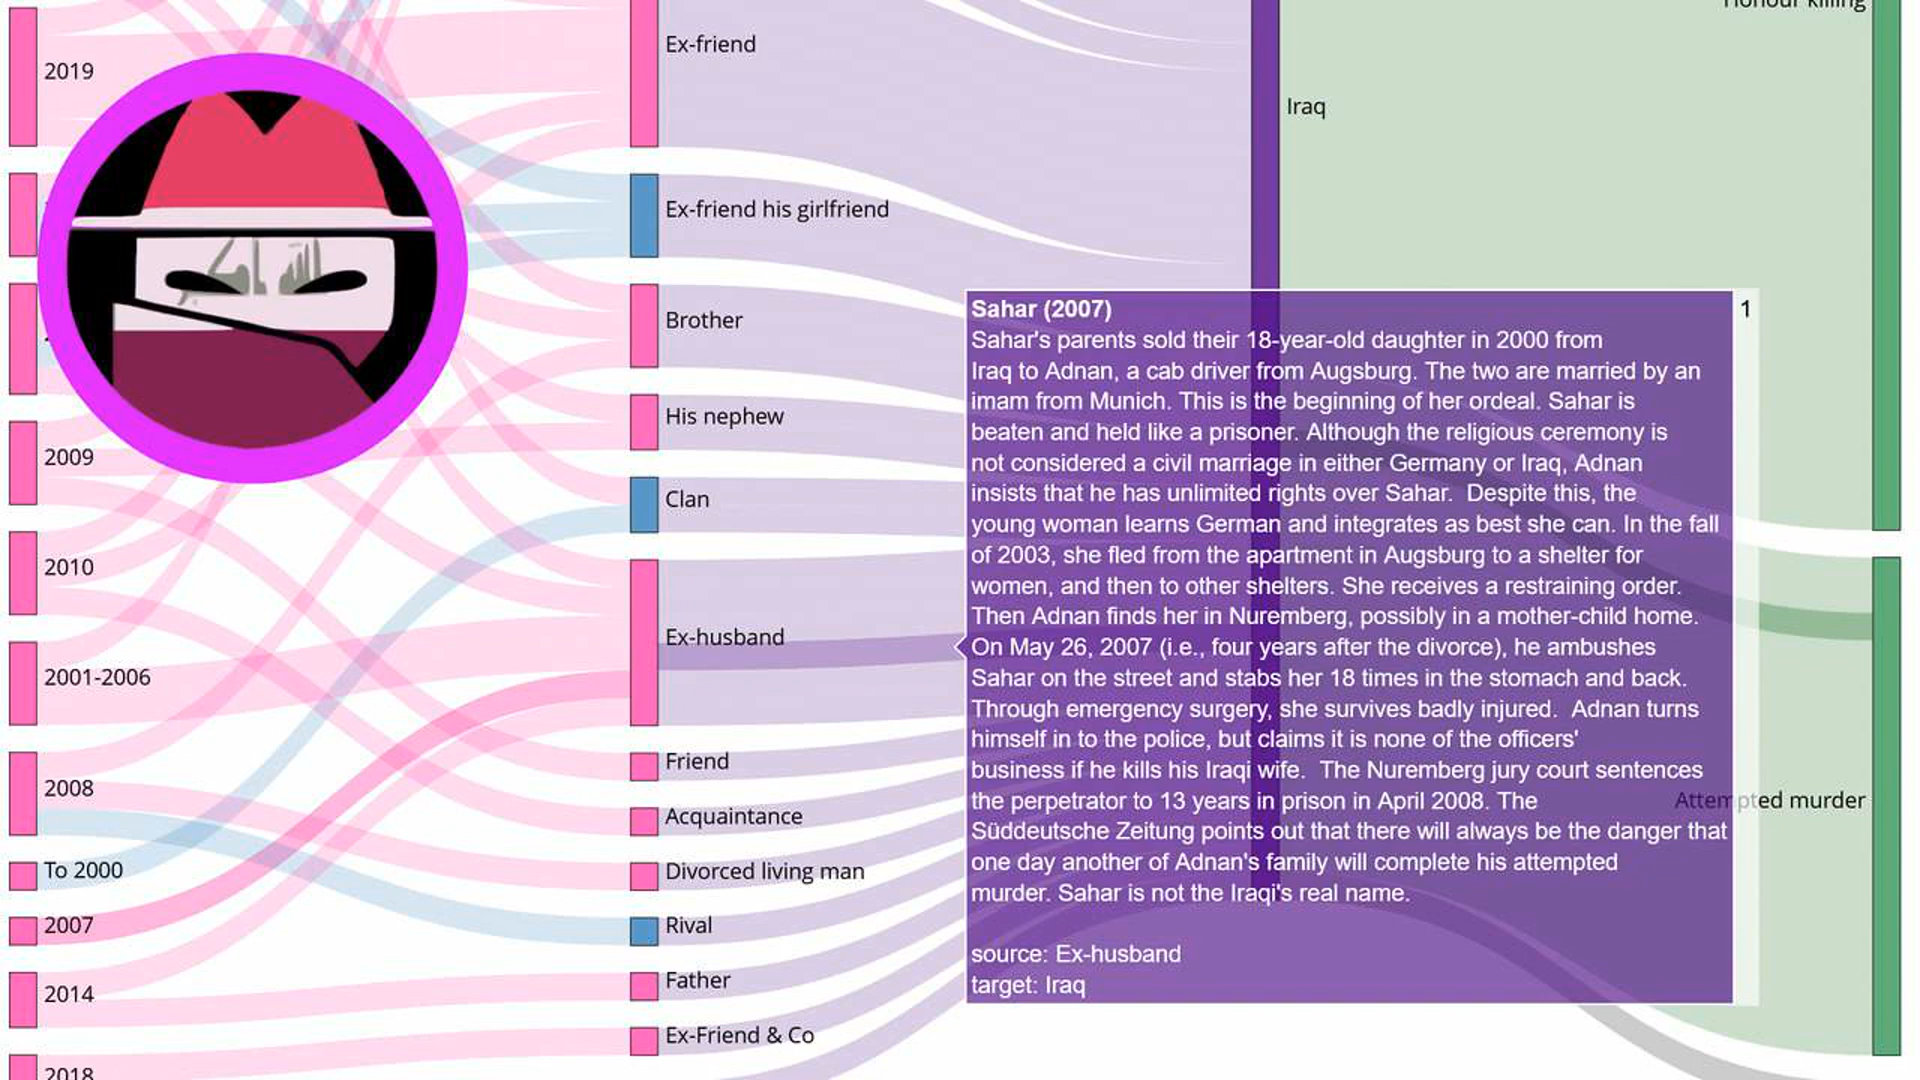 Honour killing
2019
Ex-friend
Iraq
Ex-friend his girlfriend
Brother
His nephew
2009
Clan
2010
Ex-husband
2001-2006
Friend
2008
Acquaintance
Attempted murder
To 2000
Divorced living man
2007
Rival
2014
Father
Ex-Friend & Co
2018
Sahar (2007)
1
Sahar's parents sold their 18-year-old daughter in 2000 from
Iraq to Adnan, a cab driver from Augsburg. The two are married by an
imam from Munich. This is the beginning of her ordeal. Sahar is
beaten and held like a prisoner. Although the religious ceremony is
not considered a civil marriage in either Germany or Iraq, Adnan
insists that he has unlimited rights over Sahar.  Despite this, the
young woman learns German and integrates as best she can. In the fall
of 2003, she fled from the apartment in Augsburg to a shelter for
women, and then to other shelters. She receives a restraining order.
Then Adnan finds her in Nuremberg, possibly in a mother-child home.
On May 26, 2007 (i.e., four years after the divorce), he ambushes
Sahar on the street and stabs her 18 times in the stomach and back.
Through emergency surgery, she survives badly injured.  Adnan turns
himself in to the police, but claims it is none of the officers'
business if he kills his Iraqi wife.  The Nuremberg jury court sentences
the perpetrator to 13 years in prison in April 2008. The
Süddeutsche Zeitung points out that there will always be the danger that
one day another of Adnan's family will complete his attempted
murder. Sahar is not the Iraqi's real name.
source: Ex-husband
target: Iraq